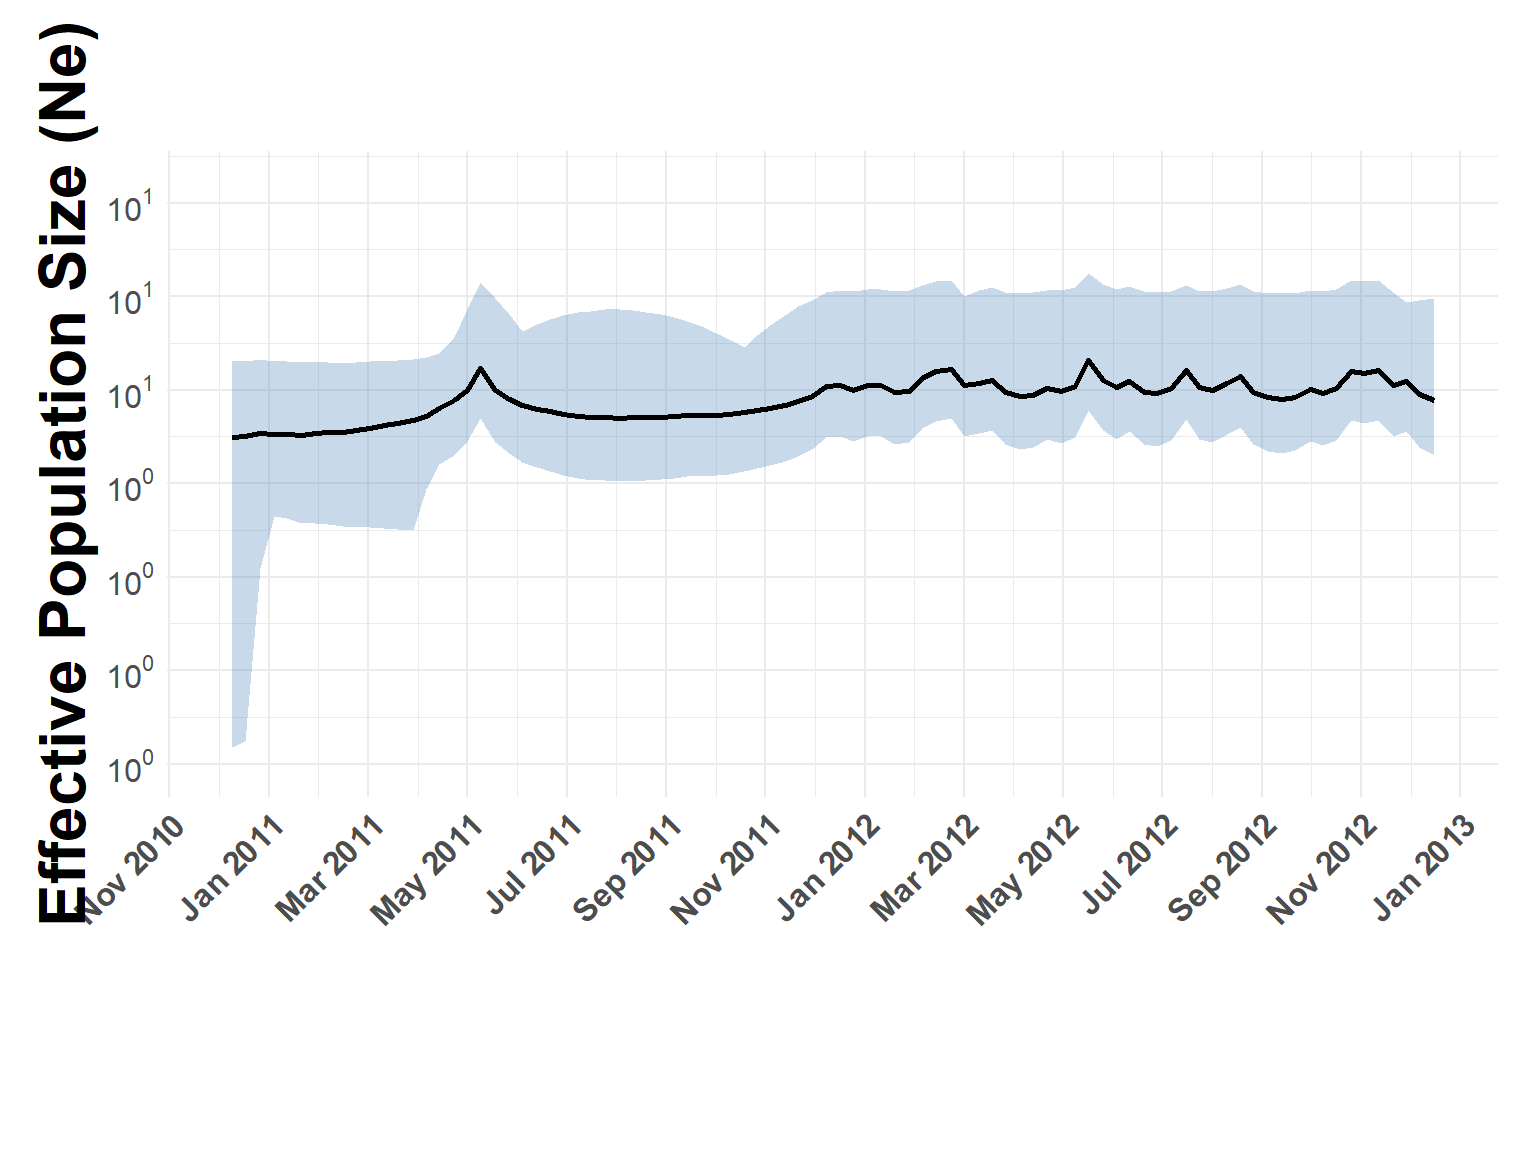 Effective Population Size (Ne)
10¹
10¹
10¹
10⁰
10⁰
10⁰
10⁰
Nov 2010
Jan 2011
Mar 2011
May 2011
Jul 2011
Sep 2011
Nov 2011
Jan 2012
Mar 2012
May 2012
Jul 2012
Sep 2012
Nov 2012
Jan 2013